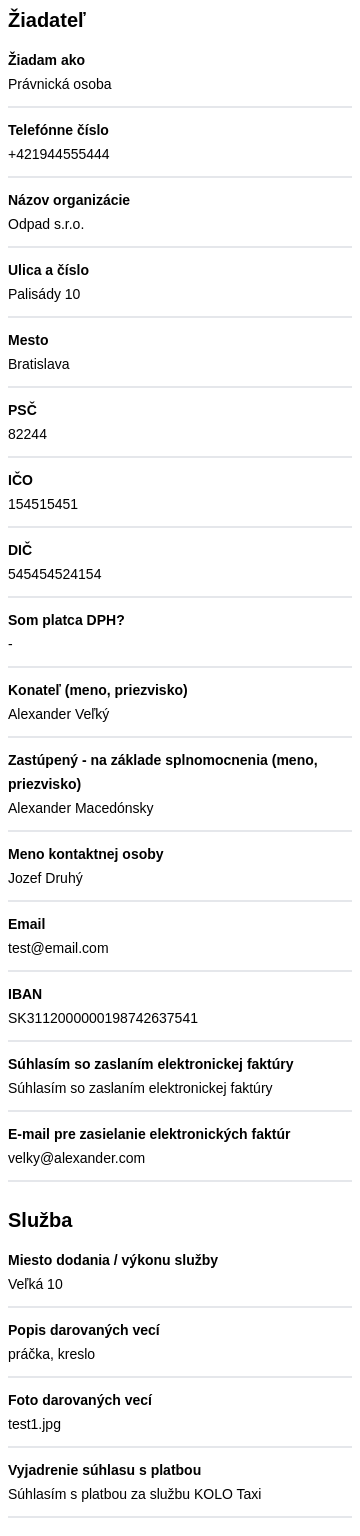 Žiadateľ
Žiadam ako
Právnická osoba
Telefónne číslo
+421944555444
Názov organizácie
Odpad s.r.o.
Ulica a číslo
Palisády 10
Mesto
Bratislava
PSČ
82244
IČO
154515451
DIČ
545454524154
Som platca DPH?
-
Konateľ (meno, priezvisko)
Alexander Veľký
Zastúpený - na základe splnomocnenia (meno,
priezvisko)
Alexander Macedónsky
Meno kontaktnej osoby
Jozef Druhý
Email
test@email.com
IBAN
SK3112000000198742637541
Súhlasím so zaslaním elektronickej faktúry
Súhlasím so zaslaním elektronickej faktúry
E-mail pre zasielanie elektronických faktúr
velky@alexander.com
Služba
Miesto dodania / výkonu služby
Veľká 10
Popis darovaných vecí
práčka, kreslo
Foto darovaných vecí
test1.jpg
Vyjadrenie súhlasu s platbou
Súhlasím s platbou za službu KOLO Taxi